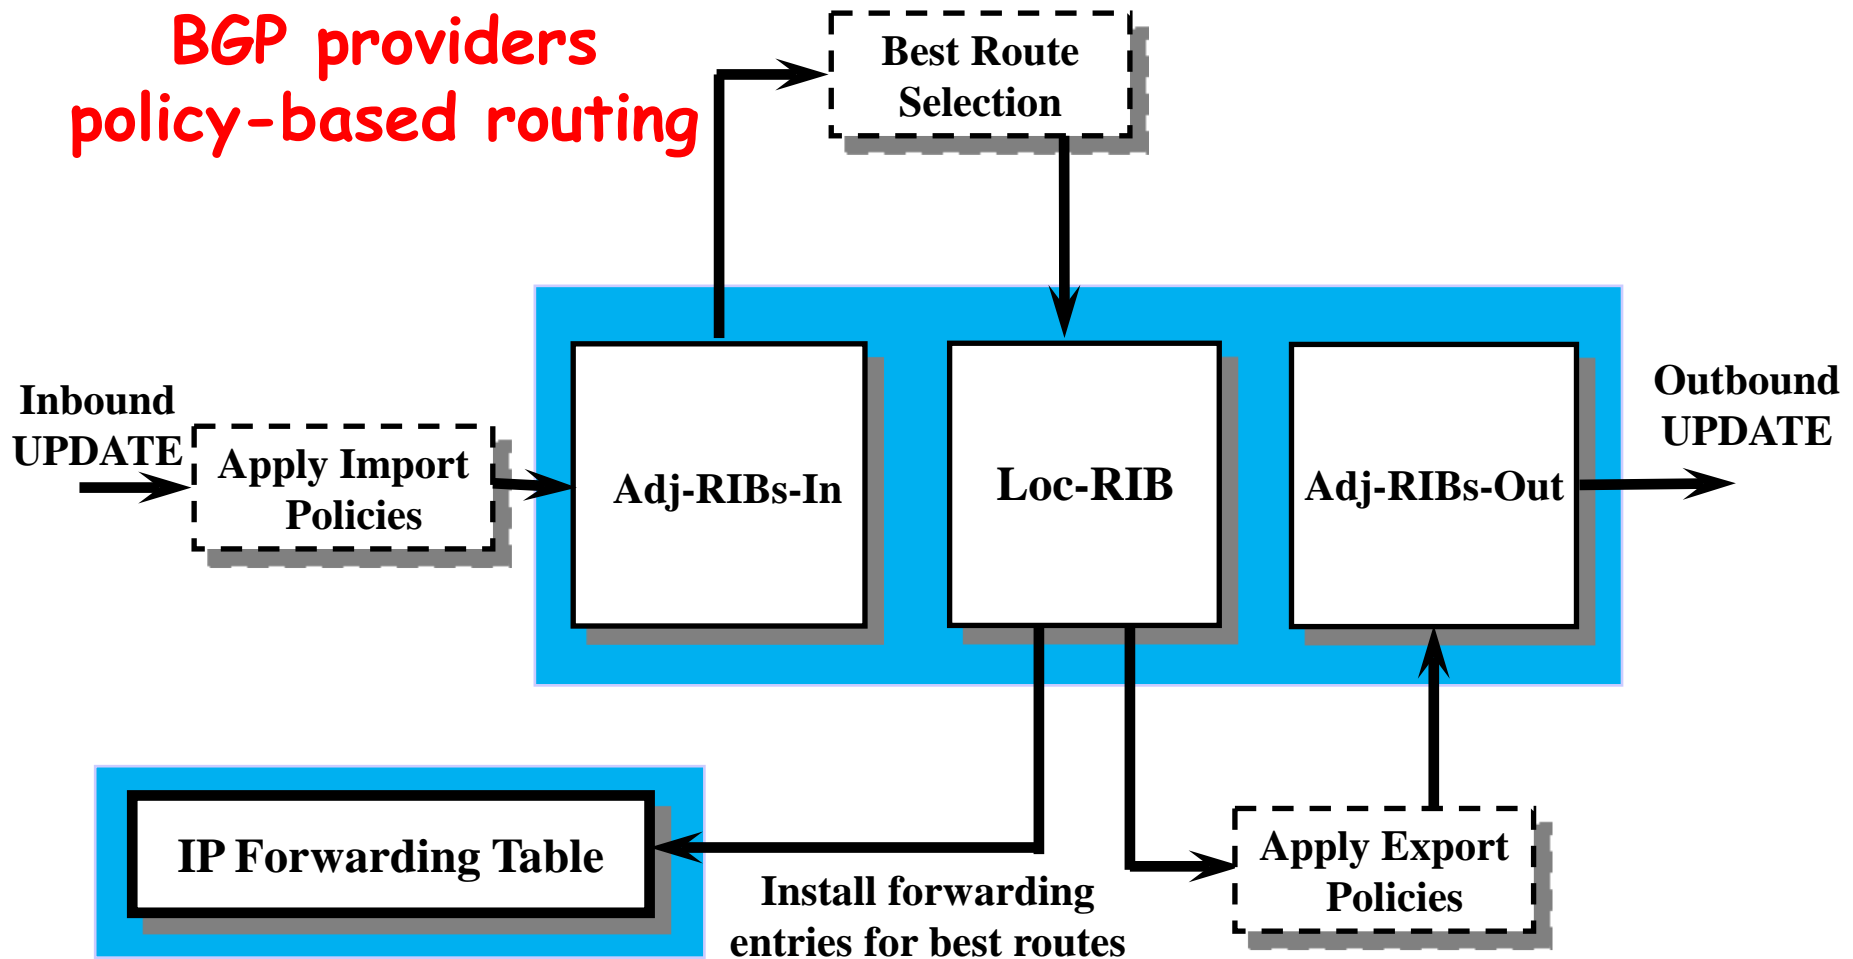 BGP providers
policy-based routing
Best Route
Selection
Inbound
UPDATE
Apply Import
Policies
Adj-RIBs-In
Loc-RIB
Adj-RIBs-Out
Outbound
UPDATE
IP Forwarding Table
Install forwarding
entries for best routes
Apply Export
Policies